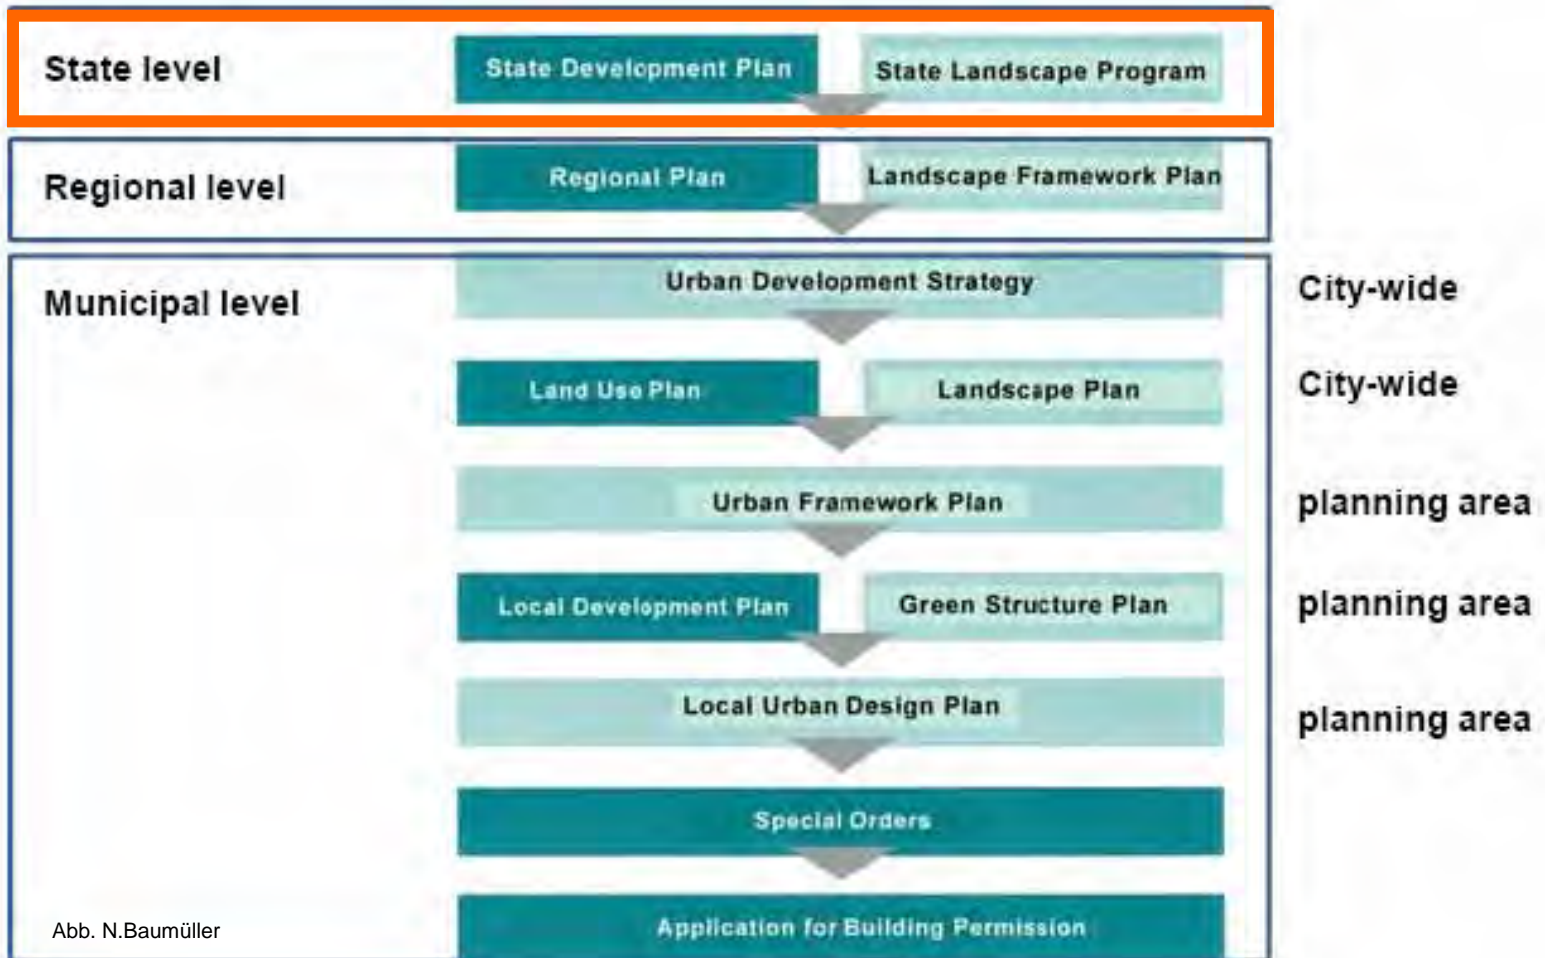 State level
State Development Plan
State Landscape Program
Regional level
Regional Plan
Landscape Framework Plan
Municipal level
Urban Development Strategy
City-wide
Land Use Plan
Landscape Plan
City-wide
Urban Framework Plan
planning area
Local Development Plan
Green Structure Plan
planning area
Local Urban Design Plan
planning area
Special Orders
Application for Building Permission
Abb. N.Baumüller